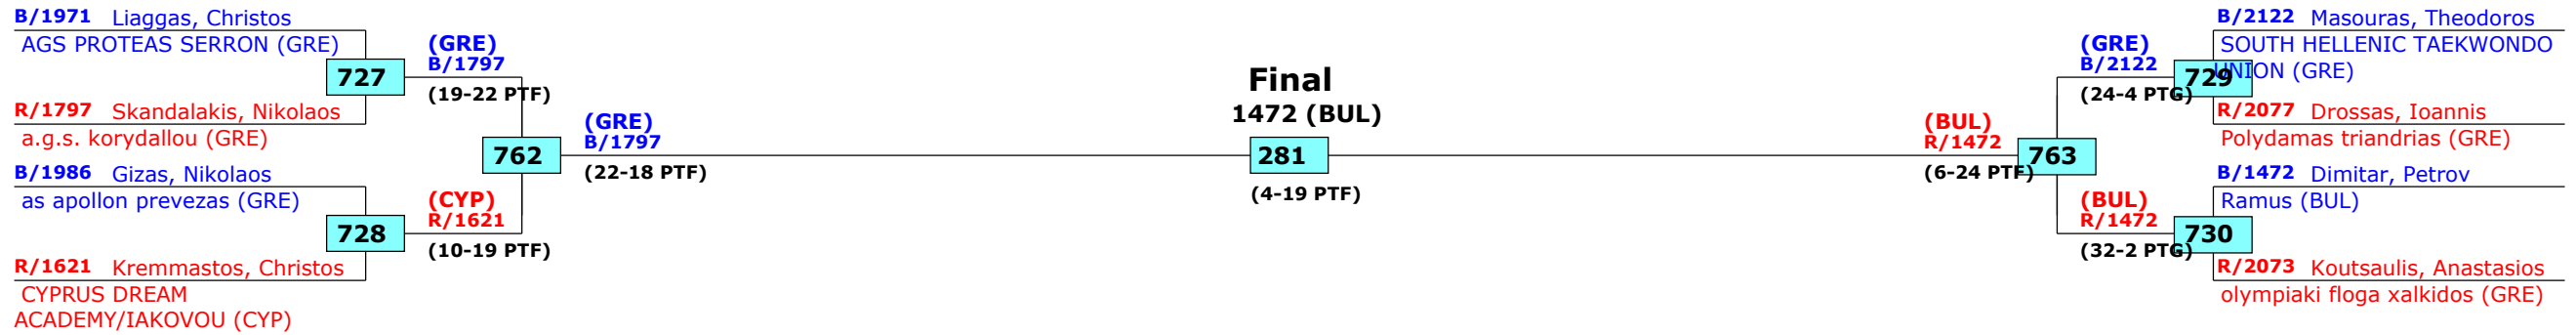 B/1971 Liaggas, Christos
AGS PROTEAS SERRON (GRE)
727
R/1797 Skandalakis, Nikolaos
a.g.s. korydallou (GRE)
B/1986 Gizas, Nikolaos
as apollon prevezas (GRE)
728
R/1621 Kremmastos, Christos
CYPRUS DREAM
ACADEMY/IAKOVOU (CYP)
(GRE)
B/1797
(19-22 PTF)
762
(CYP)
R/1621
(10-19 PTF)
(GRE)
B/1797
(22-18 PTF)
Final
1472 (BUL)
281
(4-19 PTF)
(BUL)
R/1472
(6-24 PTF)
763
(GRE)
B/2122
(24-4 PTG)
(BUL)
R/1472
(32-2 PTG)
B/2122 Masouras, Theodoros
SOUTH HELLENIC TAEKWONDO
UNION (GRE)
729
R/2077 Drossas, Ioannis
Polydamas triandrias (GRE)
B/1472 Dimitar, Petrov
Ramus (BUL)
730
R/2073 Koutsaulis, Anastasios
olympiaki floga xalkidos (GRE)